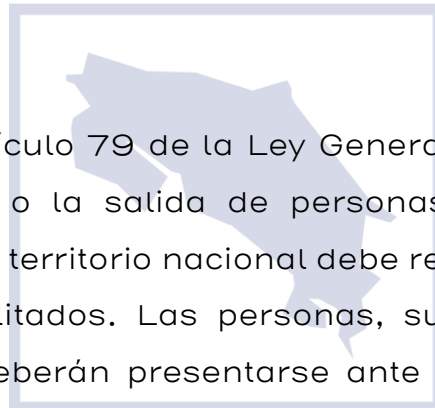 ículo 79 de la Ley Genera
o la salida de personas
territorio nacional debe re
litados. Las personas, su
eberán presentarse ante